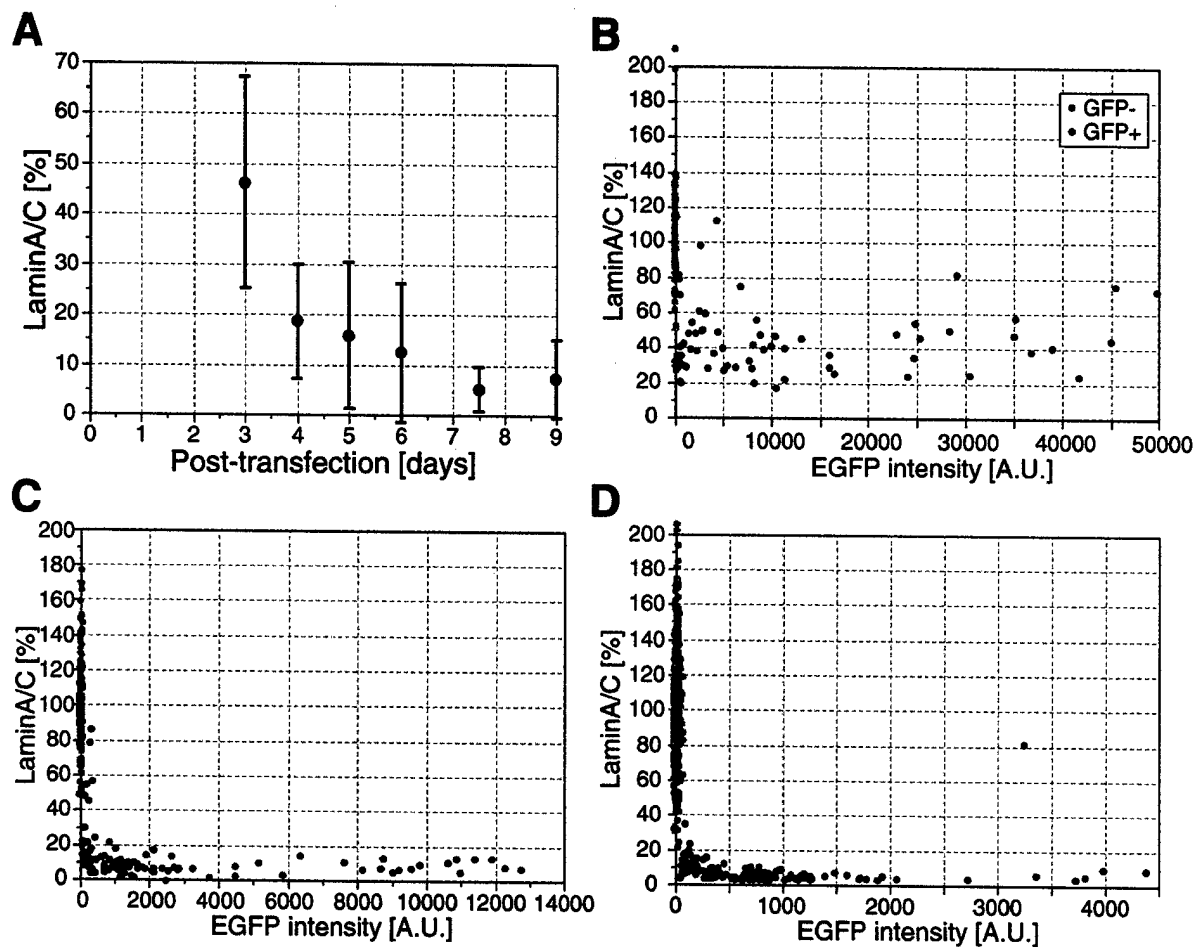 A
70
60
50
40
30
20
10
0
LaminA/C [%]
0 1 2 3 4 5 6 7 8 9
Post-transfection [days]
B
200
180
160
140
120
100
80
60
40
20
0
LaminA/C [%]
GFP-
GFP+
0 10000 20000 30000 40000 50000
EGFP intensity [A.U.]
C
200
180
160
140
120
100
80
60
40
20
0
LaminA/C [%]
0 2000 4000 6000 8000 10000 12000 14000
EGFP intensity [A.U.]
D
200
180
160
140
120
100
80
60
40
20
0
LaminA/C [%]
0 1000 2000 3000 4000
EGFP intensity [A.U.]